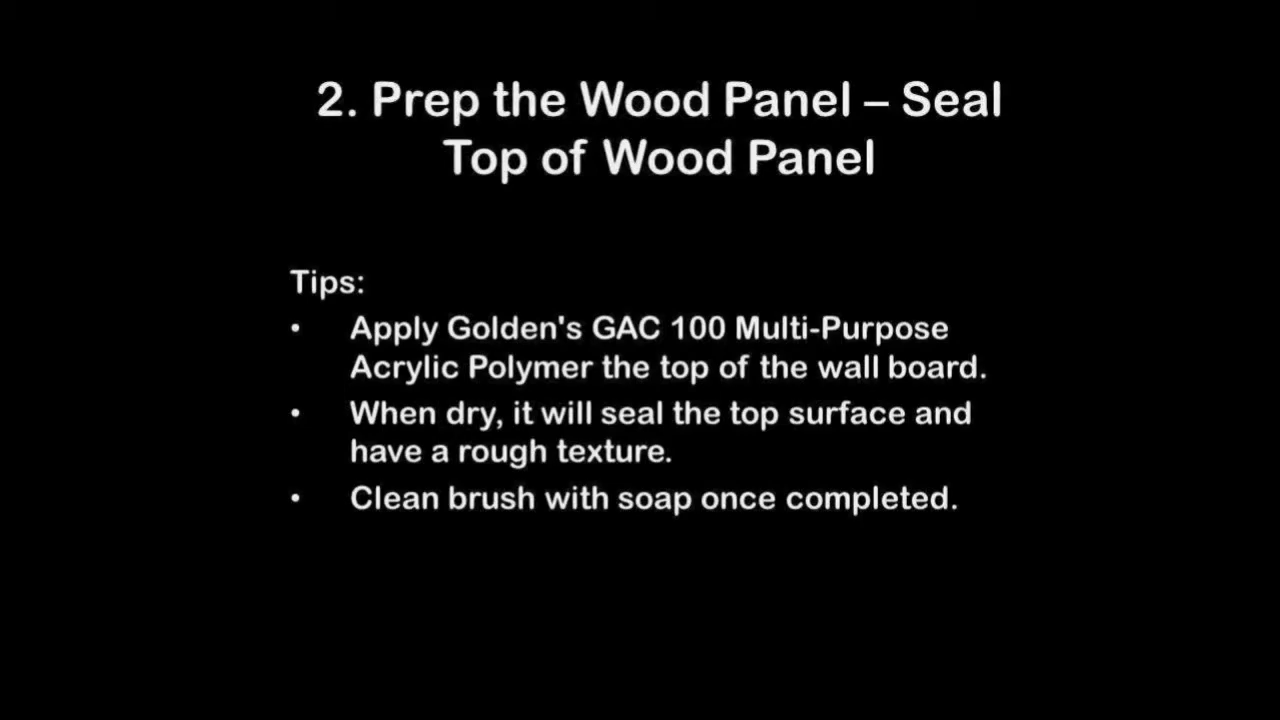 2. Prep the Wood Panel – Seal
Top of Wood Panel
Tips:
• Apply Golden's GAC 100 Multi-Purpose
Acrylic Polymer the top of the wall board.
• When dry, it will seal the top surface and
have a rough texture.
• Clean brush with soap once completed.